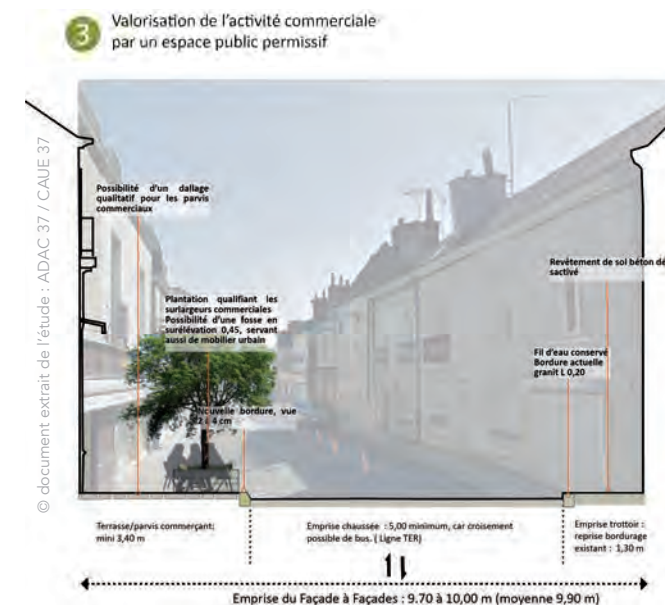 3
Valorisation de l'activité commerciale
par un espace public permissif
© document extrait de l'étude : ADAC 37 / CAUE 37
Possibilité d'un dallage
qualitatif pour les parvis
commerciaux
Plantation qualifiant les
surlargeurs commerciales
Possibilité d'une fosse en
surélévation 0,45, servant
aussi de mobilier urbain
Nouvelle bordure, vue
2 à 4 cm
Revêtement de sol béton dé
sactivé
Fil d'eau conservé
Bordure actuelle
granit L 0,20
Terrasse/parvis commerçant:
mini 3,40 m
Emprise chaussée : 5,00 minimum, car croisement
possible de bus. ( Ligne TER)
Emprise trottoir :
reprise bordurage
existant : 1,30 m
Emprise du Façade à Façades : 9.70 à 10,00 m (moyenne 9,90 m)